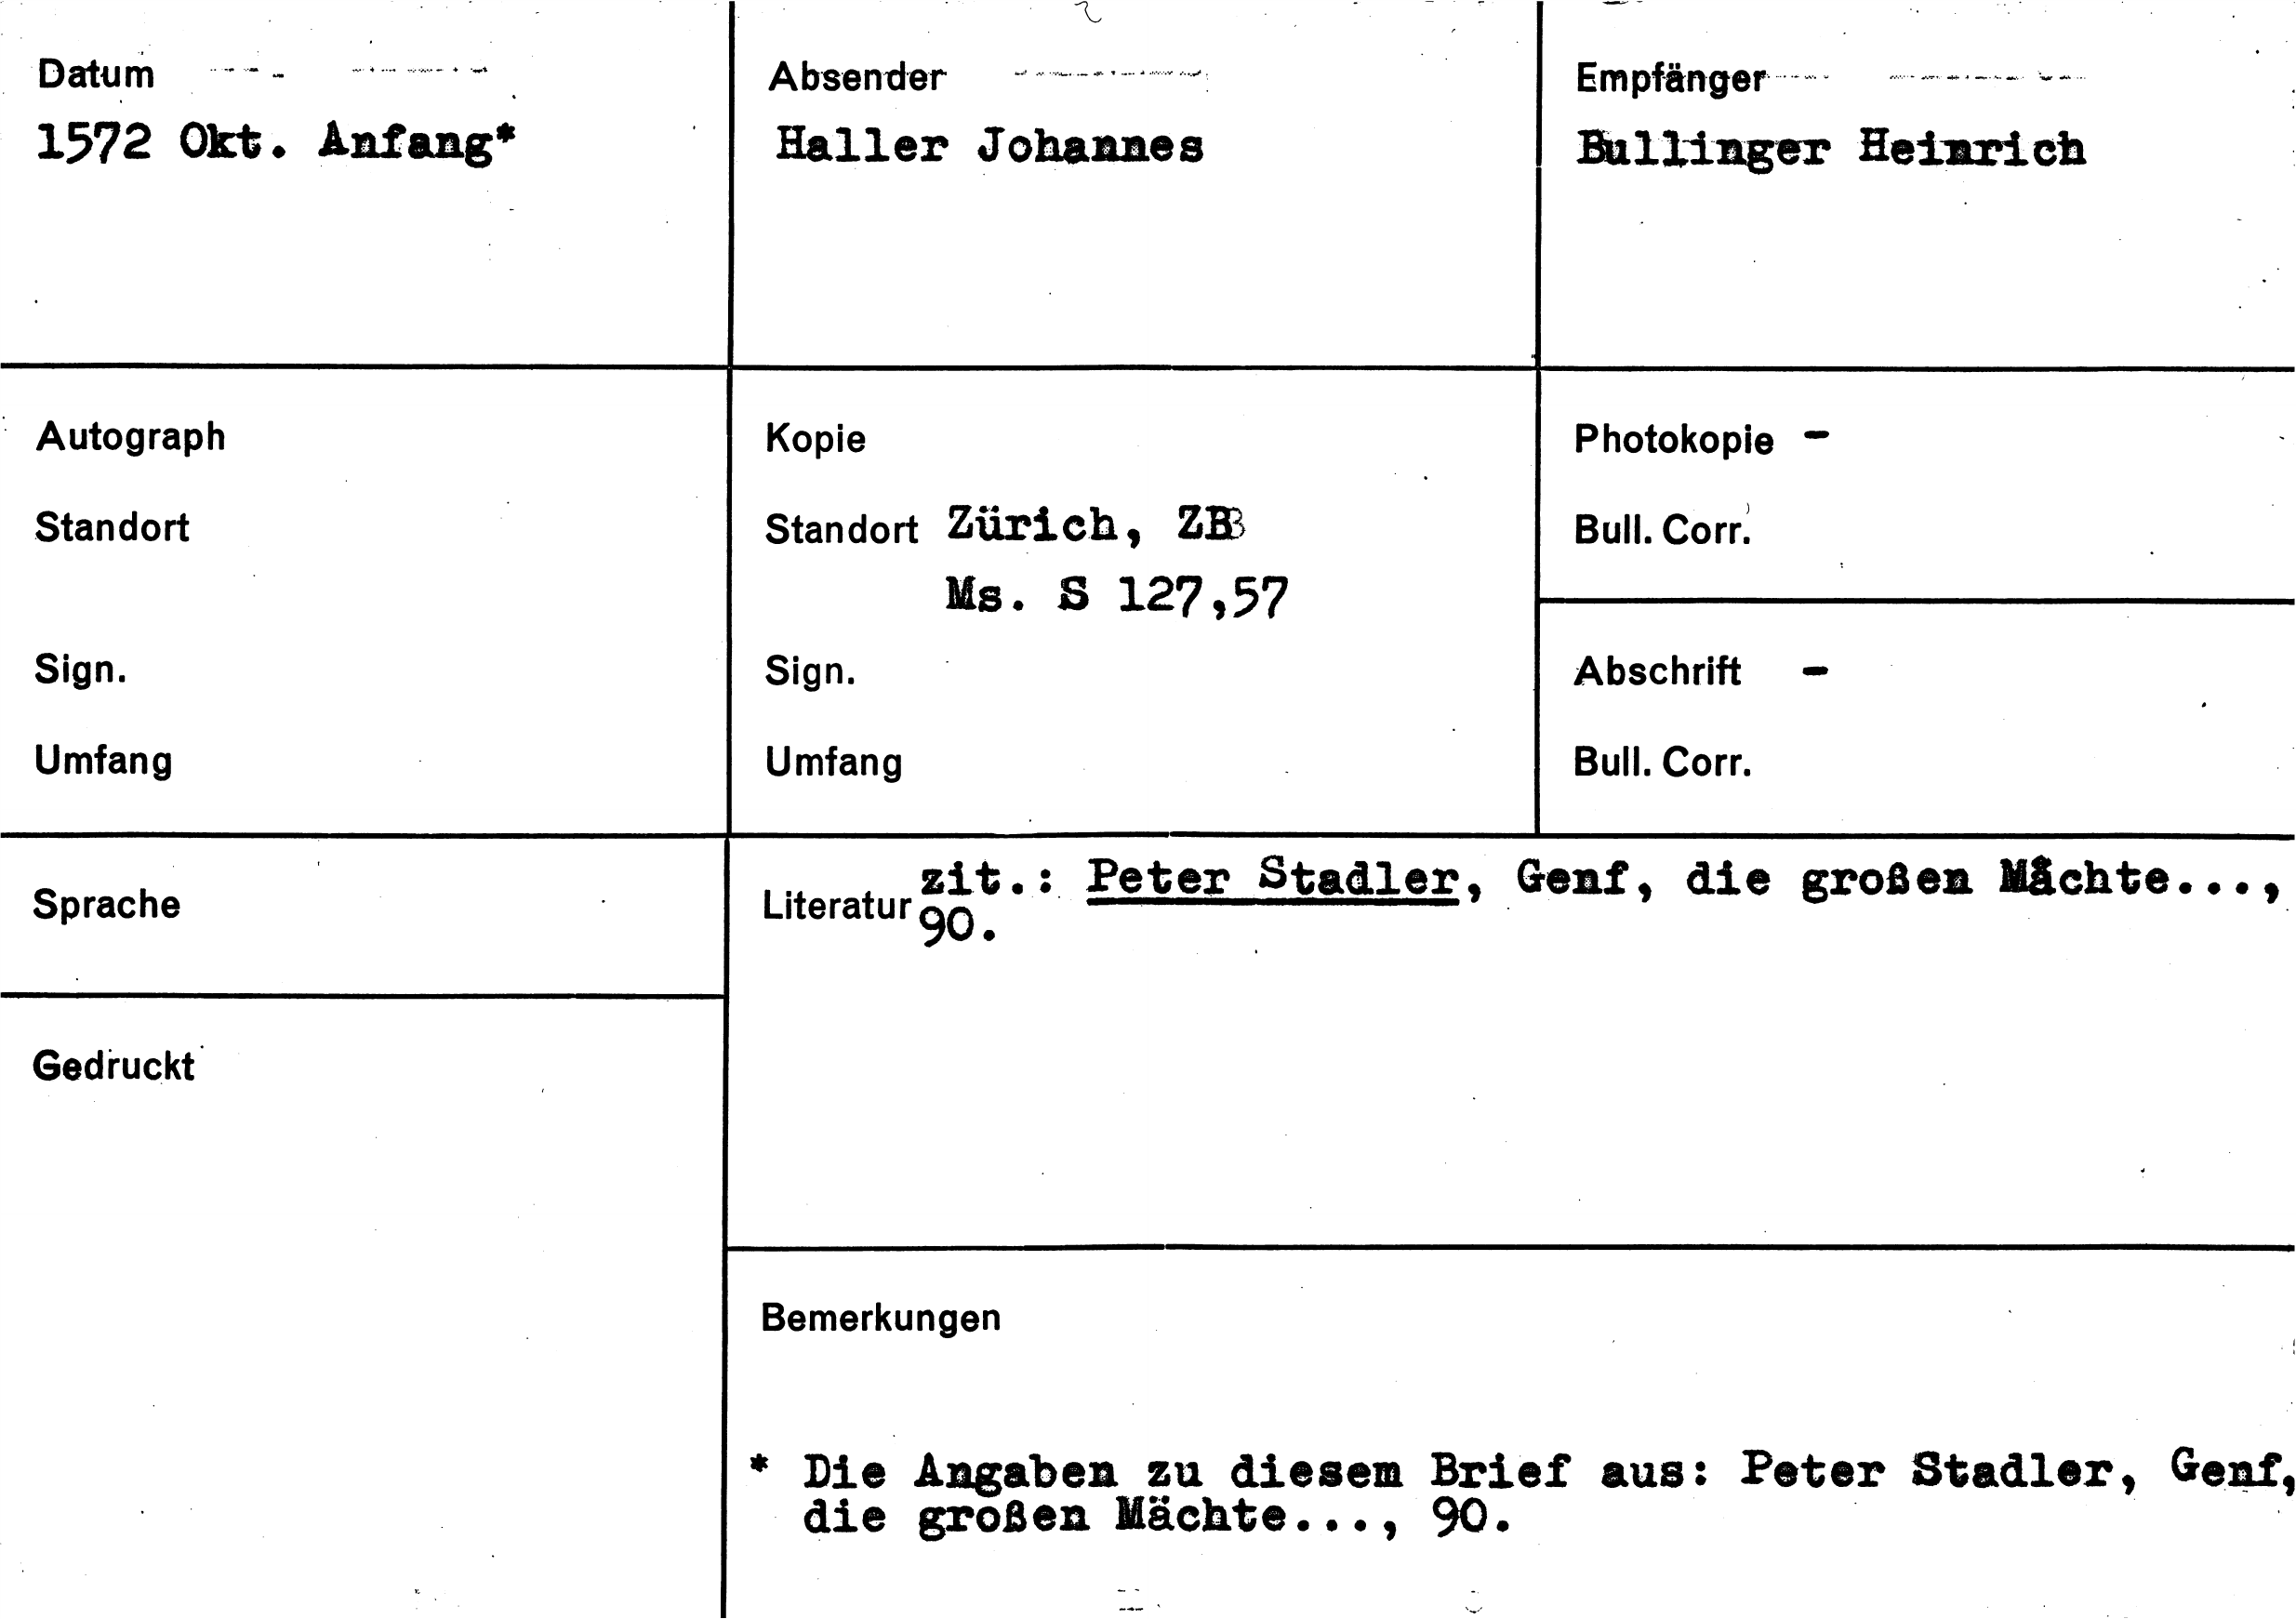 Datum
1572 Okt. Anfang*
Absender
Haller Johannes
Empfänger
Bullinger Heinrich
Autograph
Standort
Sign.
Umfang
Kopie
Standort Zürich, ZB
Ms. S 127,57
Sign.
Umfang
Photokopie -
Bull. Corr.
Abschrift -
Bull. Corr.
Sprache
Gedruckt
Literatur zit.: Peter Stadler, Genf, die großen Mächte...,
90.
Bemerkungen
* Die Angaben zu diesem Brief aus: Peter Stadler, Genf,
die großen Mächte..., 90.